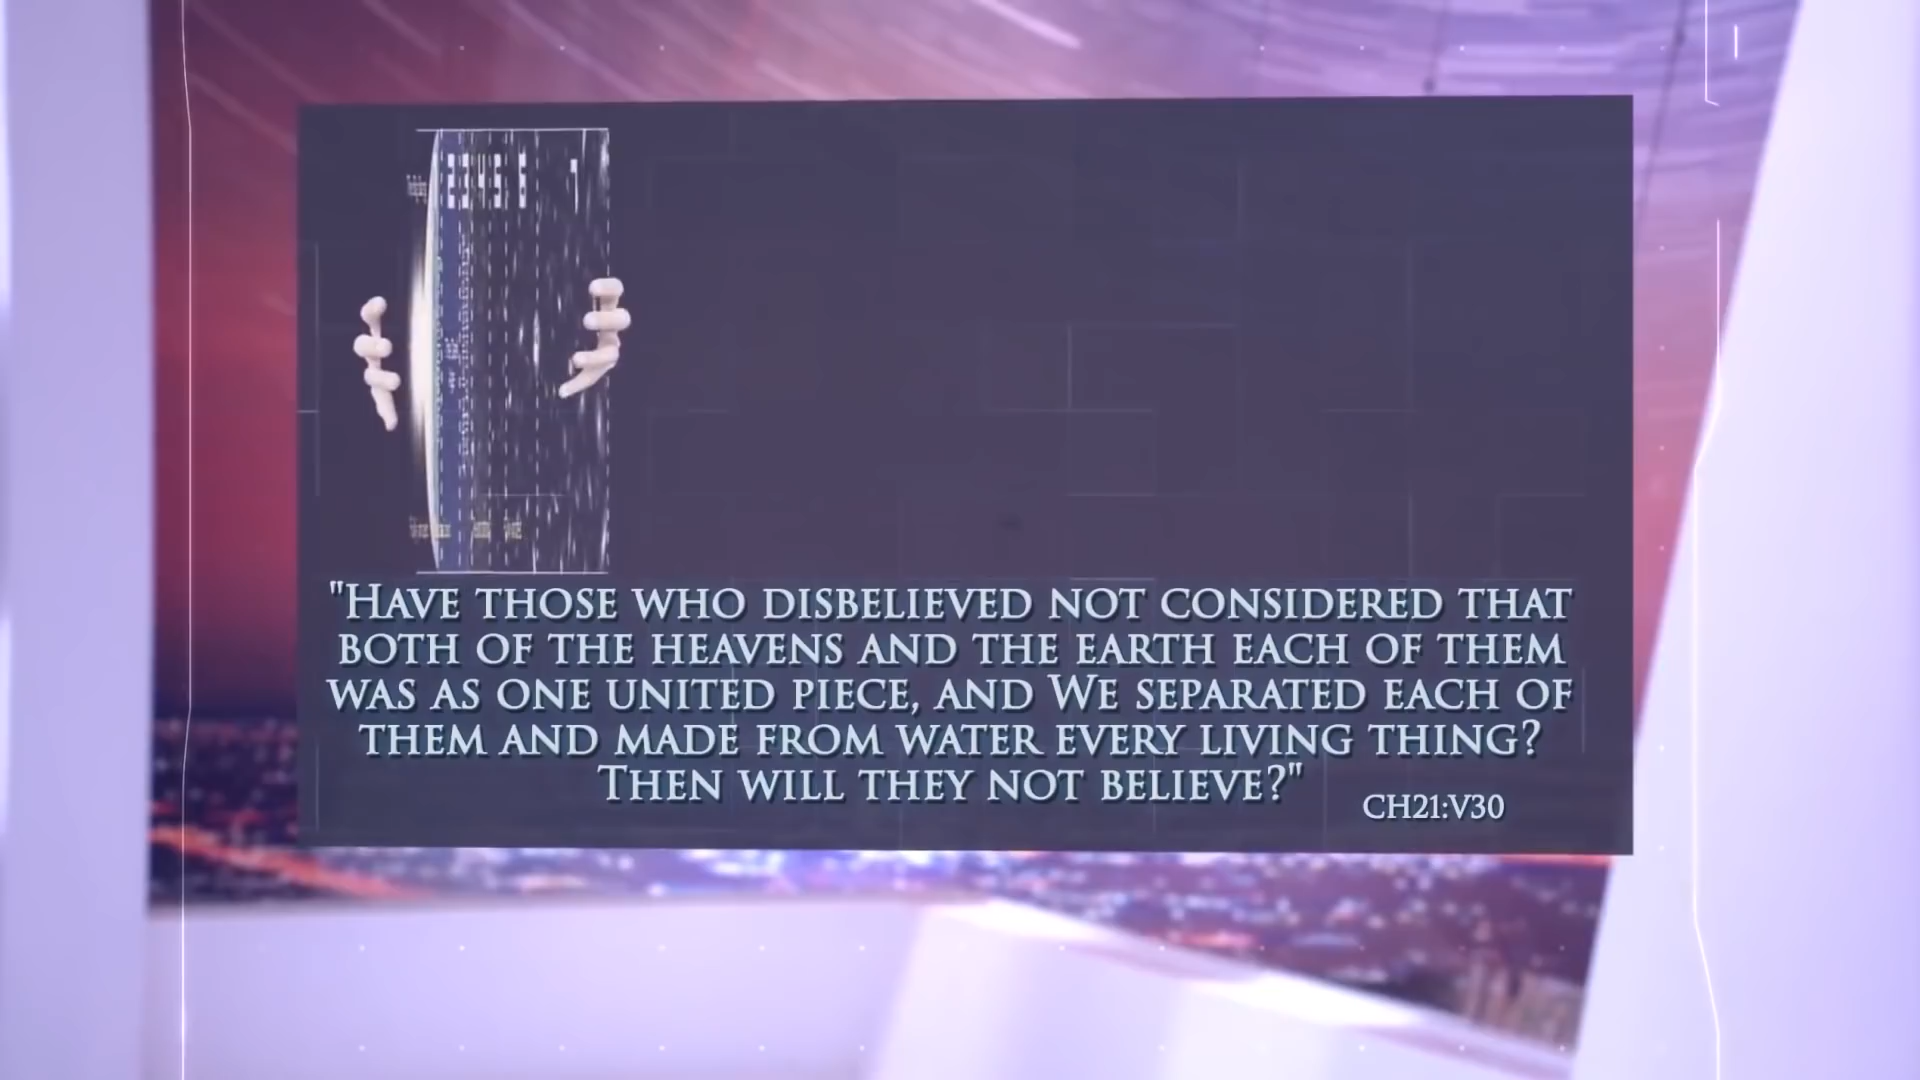 "Have those who disbelieved not considered that
both of the heavens and the earth each of them
was as one united piece, and We separated each of
them and made from water every living thing?
Then will they not believe?"
CH21:V30